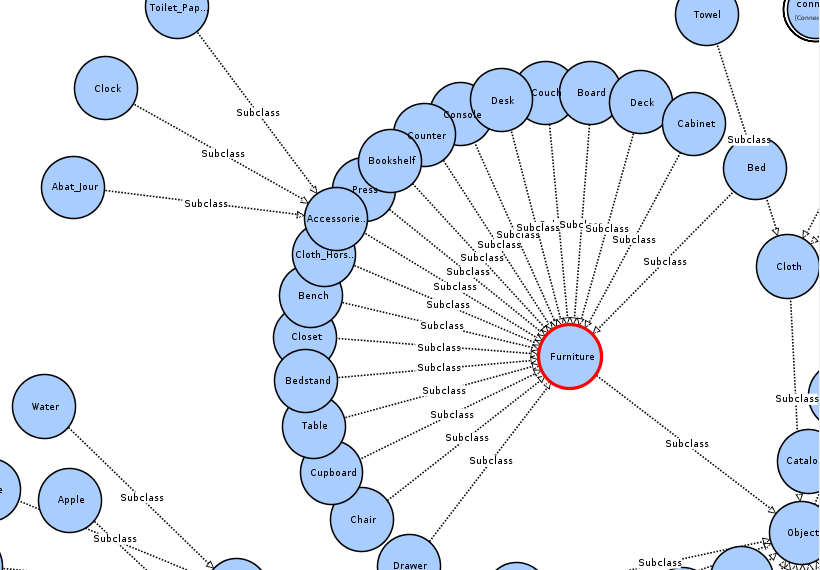 Toilet_Pap..
Towel
conn
[Connec
Clock
Subclass
Desk
Couch
Board
Deck
Console
Cabinet
Counter
Subclass
Subclass
Bookshelf
Bed
Abat_Jour
Press
Subclass
Accessorie..
Subclass
Subclass
Subclass
Subclass
Subclass
Subclass
Subclass
Cloth_Hors..
Subclass
Subclass
Cloth
Subclass
Subclass
Bench
Subclass
Subclass
Closet
Subclass
Furniture
Subclass
Bedstand
Subclass
Subclass
Water
Subclass
Table
Subclass
Subclass
Subclass
Catalo
Cupboard
e
Subclass
Apple
Chair
Object
Subclass
Subclass
Drawer